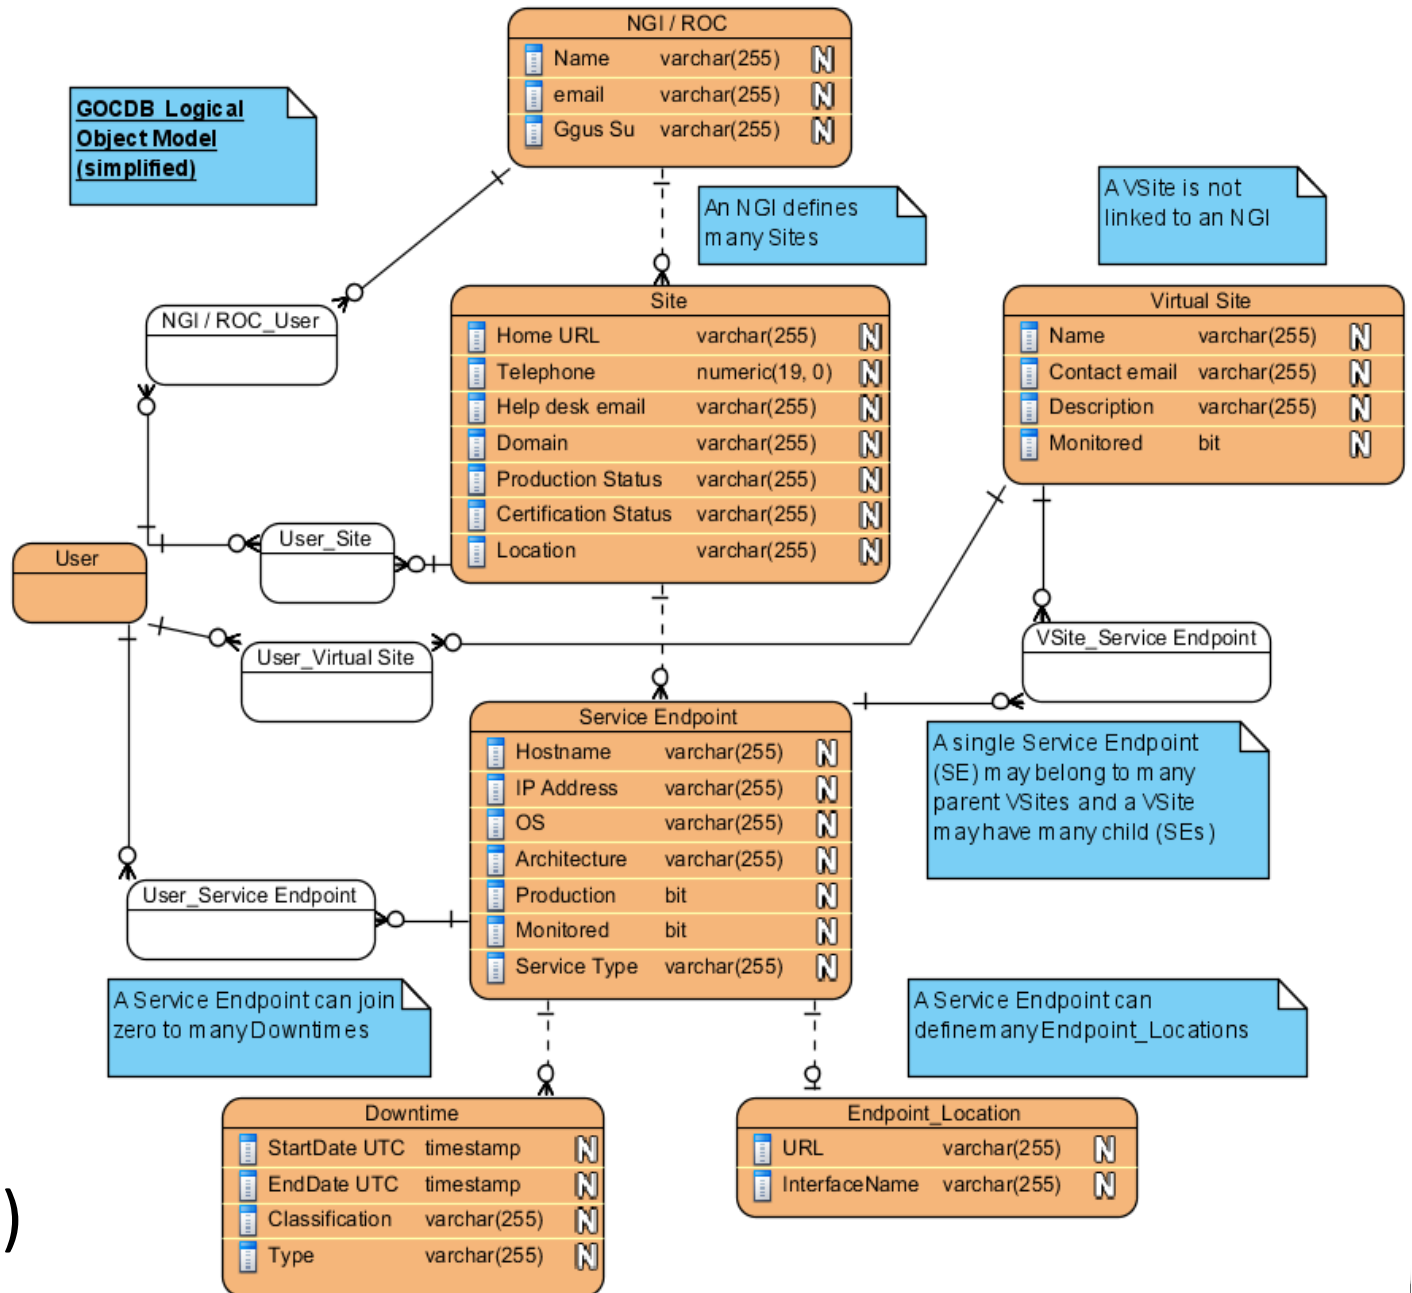 NGI / ROC
Name varchar(255) N
email varchar(255) N
Ggus Su varchar(255) N
GOCDB Logical
Object Model
(simplified)
An NGI defines
many Sites
A VSite is not
linked to an NGI
NGI / ROC_User
Site
Home URL varchar(255) N
Telephone numeric(19, 0) N
Help desk email varchar(255) N
Domain varchar(255) N
Production Status varchar(255) N
Certification Status varchar(255) N
Location varchar(255) N
Virtual Site
Name varchar(255) N
Contact email varchar(255) N
Description varchar(255) N
Monitored bit N
User_Site
User
User_Virtual Site
VSite_Service Endpoint
Service Endpoint
Hostname varchar(255) N
IP Address varchar(255) N
OS varchar(255) N
Architecture varchar(255) N
Production bit N
Monitored bit N
Service Type varchar(255) N
A single Service Endpoint
(SE) may belong to many
parent VSites and a VSite
may have many child (SEs)
User_Service Endpoint
A Service Endpoint can join
zero to many Downtimes
A Service Endpoint can
define many Endpoint_Locations
Downtime
StartDate UTC timestamp N
EndDate UTC timestamp N
Classification varchar(255) N
Type varchar(255) N
Endpoint_Location
URL varchar(255) N
InterfaceName varchar(255) N
)